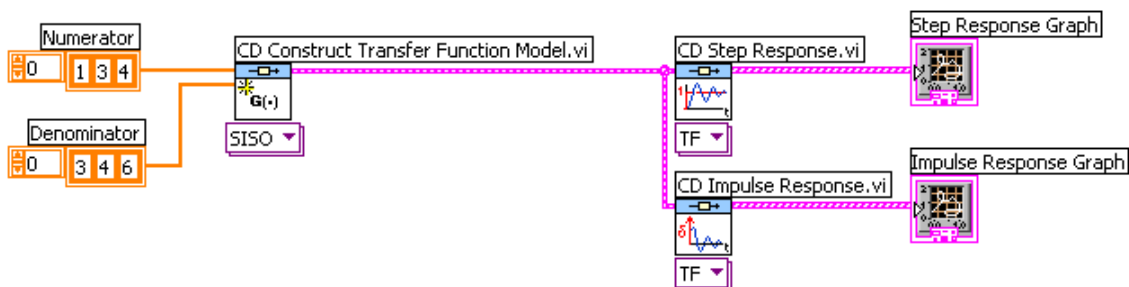 Numerator
0 1 3 4
CD Construct Transfer Function Model.vi
G(•)
SISO
Denominator
0 3 4 6
CD Step Response.vi
1
t
TF
Step Response Graph
CD Impulse Response.vi
δ
t
TF
Impulse Response Graph